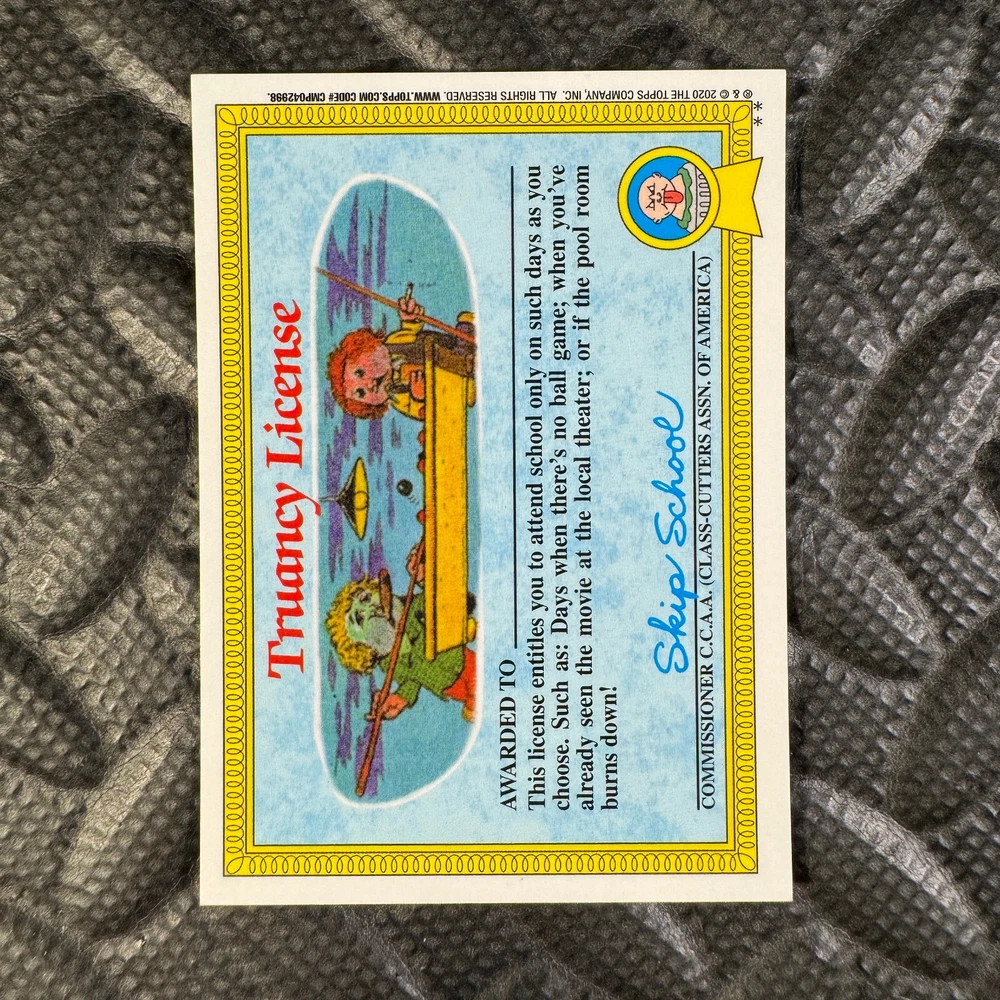 Truancy License
AWARDED TO
This license entitles you to attend school only on such days as you
choose. Such as: Days when there's no ball game; when you've
already seen the movie at the local theater; or if the pool room
burns down!
Skip School
COMMISSIONER C.C.A.A. (CLASS-CUTTERS ASSN. OF AMERICA)
® & © 2020 THE TOPPS COMPANY, INC. ALL RIGHTS RESERVED. WWW.TOPPS.COM CODE# CMP042998.
**